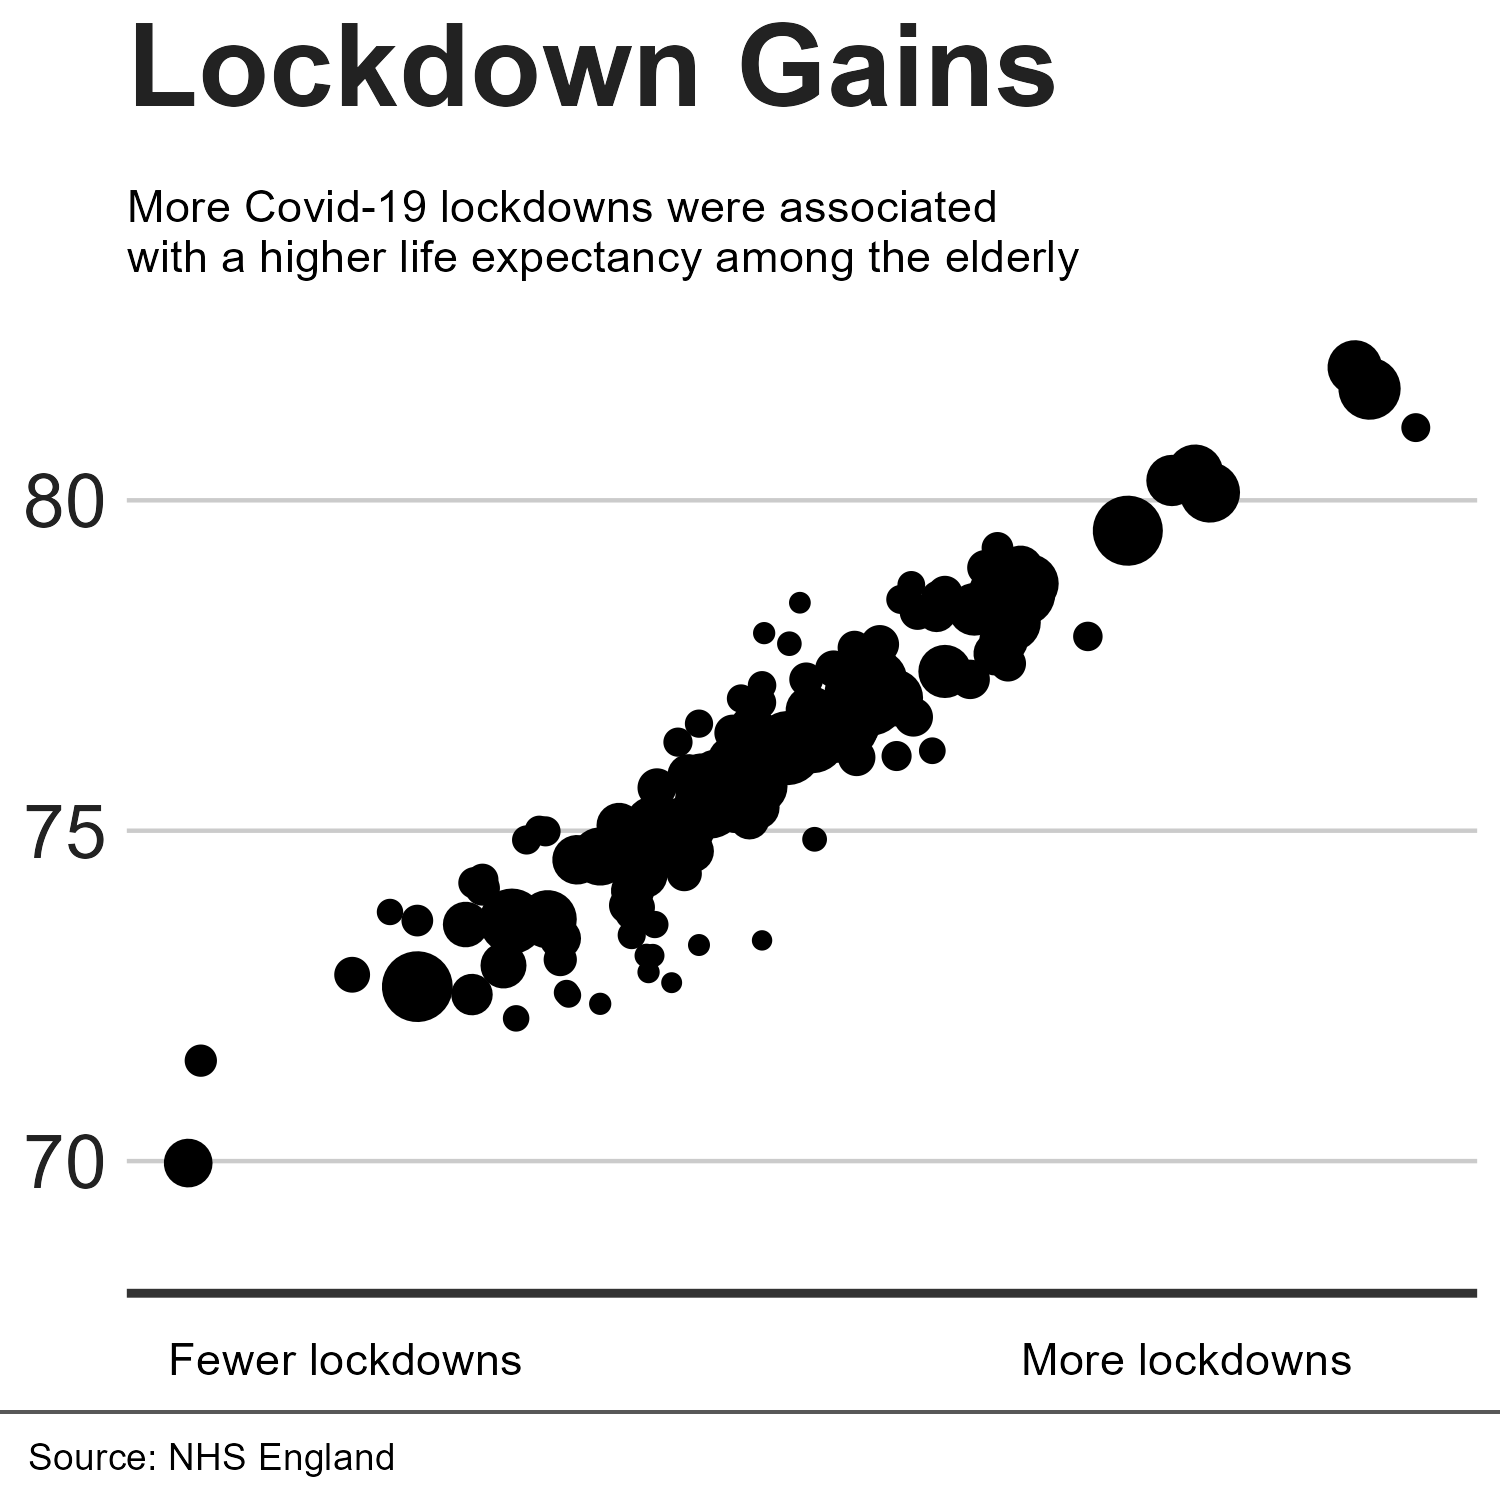 Lockdown Gains
More Covid-19 lockdowns were associated
with a higher life expectancy among the elderly
80
75
70
Fewer lockdowns More lockdowns
Source: NHS England